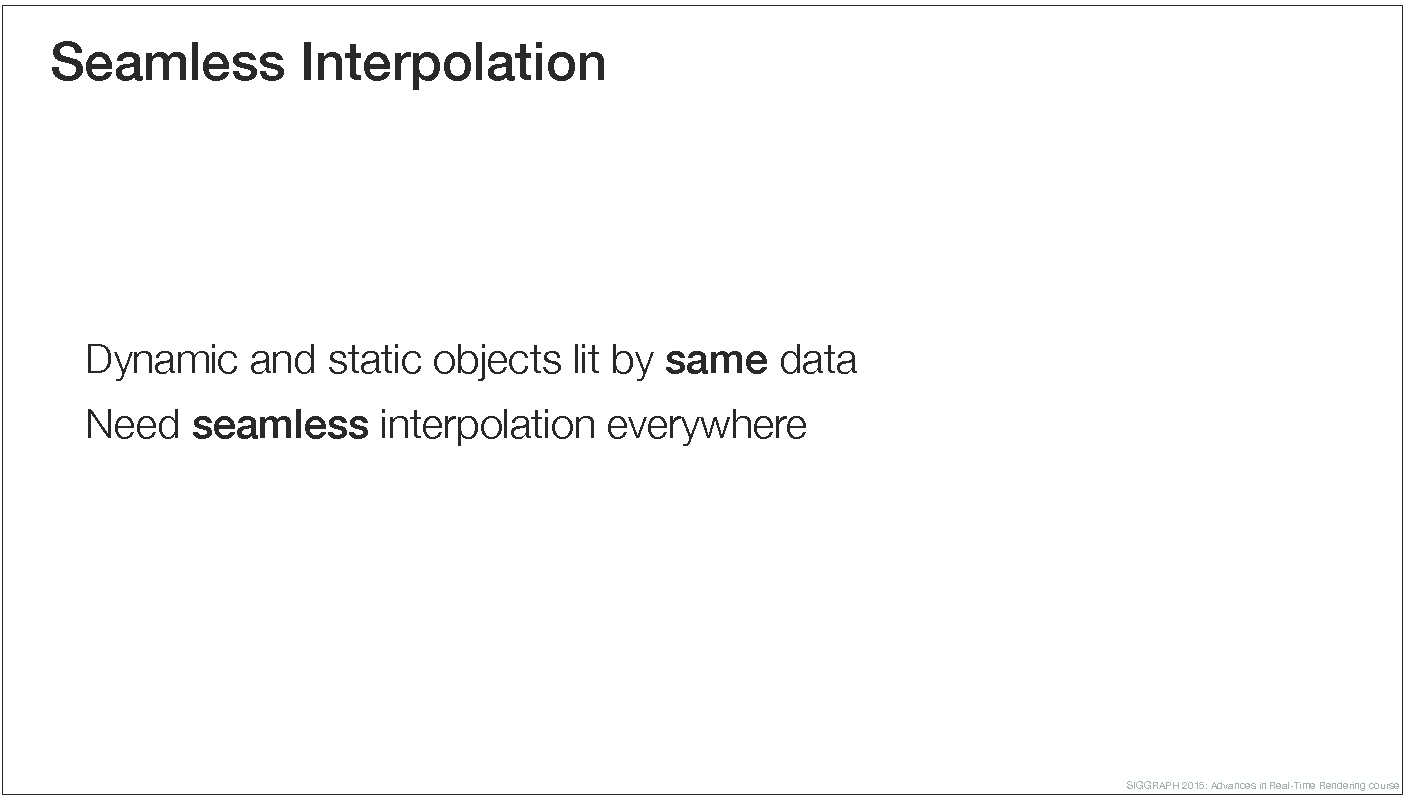 Seamless Interpolation
Dynamic and static objects lit by same data
Need seamless interpolation everywhere
SIGGRAPH 2015: Advances in Real-Time Rendering course